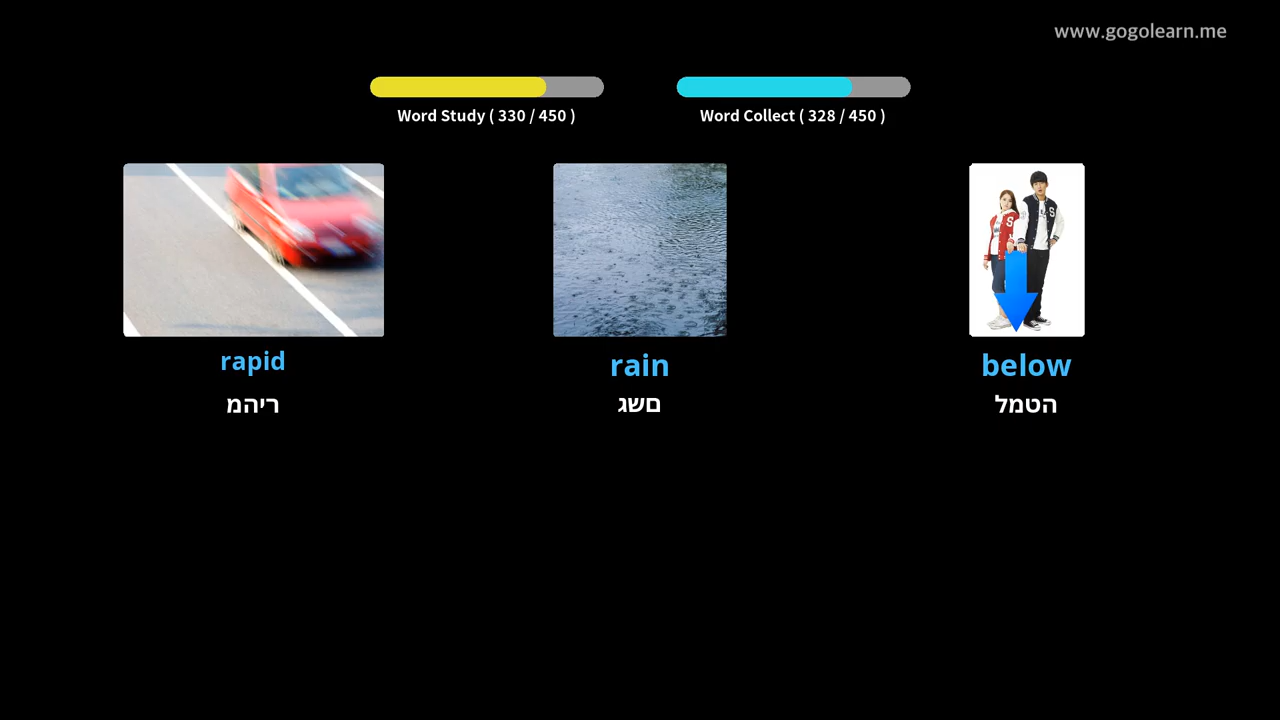 www.gogolearn.me
Word Study ( 330 / 450 )
Word Collect ( 328 / 450 )
rapid
ריהמ
rain
םשג
below
הטמל